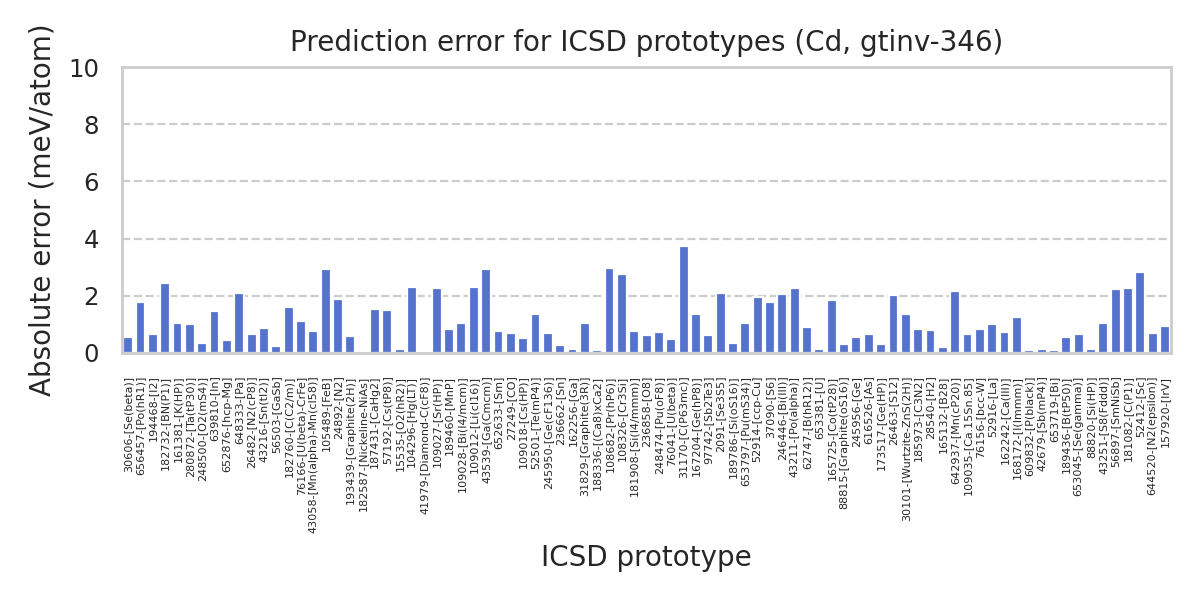 Prediction error for ICSD prototypes (Cd, gtinv-346)
Absolute error (meV/atom)
10
8
6
4
2
0
30606-[Se(beta)]
656457-[Po(hR1)]
194468-[I2]
182732-[BN(P1)]
161381-[K(HP)]
280872-[Ta(tP30)]
248500-[O2(mS4)]
639810-[In]
652876-[hcp-Mg]
648333-[Pa]
26482-[N2(cP8)]
43216-[Sn(tI2)]
56503-[GaSb]
182760-[C(C2/m)]
76166-[U(beta)-CrFe]
43058-[Mn(alpha)-Mn(cI58)]
105489-[FeB]
24892-[N2]
193439-[Graphite(2H)]
182587-[Nickeline-NiAs]
187431-[CaHg2]
57192-[Cs(tP8)]
15535-[O2(hR2)]
104296-[Hg(LT)]
41979-[Diamond-C(cF8)]
109027-[Sr(HP)]
189460-[MnP]
109028-[Bi(I4/mcm)]
109012-[Li(cI16)]
43539-[Ga(Cmcm)]
652633-[Sm]
27249-[CO]
109018-[Cs(HP)]
52501-[Te(mP4)]
245950-[Ge(cF136)]
236662-[Sn]
162256-[Ga]
31829-[Graphite(3R)]
188336-[(Ca8)xCa2]
108682-[Pr(hP6)]
108326-[Cr3Si]
181908-[Si(I4/mmm)]
236858-[O8]
248474-[Pu(oF8)]
76041-[U(beta)]
31170-[C(P63mc)]
167204-[Ge(hP8)]
97742-[Sb2Te3]
2091-[Se3S5]
189786-[Si(oS16)]
653797-[Pu(mS34)]
52914-[ccp-Cu]
37090-[S6]
246446-[Bi(III)]
43211-[Po(alpha)]
62747-[B(hR12)]
653381-[U]
165725-[Co(tP28)]
88815-[Graphite(oS16)]
245956-[Ge]
616526-[As]
173517-[Ge(HP)]
26463-[S12]
30101-[Wurtzite-ZnS(2H)]
185973-[C3N2]
28540-[H2]
165132-[B28]
642937-[Mn(cP20)]
109035-[Ca.15Sn.85]
76156-[bcc-W]
52916-[La]
162242-[Ca(III)]
168172-[I(Immm)]
609832-[P(black)]
42679-[Sb(mP4)]
653719-[Bi]
189436-[B(tP50)]
653045-[Se(gamma)]
88820-[Si(HP)]
43251-[S8(Fddd)]
56897-[SmNiSb]
181082-[C(P1)]
52412-[Sc]
644520-[N2(epsilon)]
157920-[IrV]
ICSD prototype